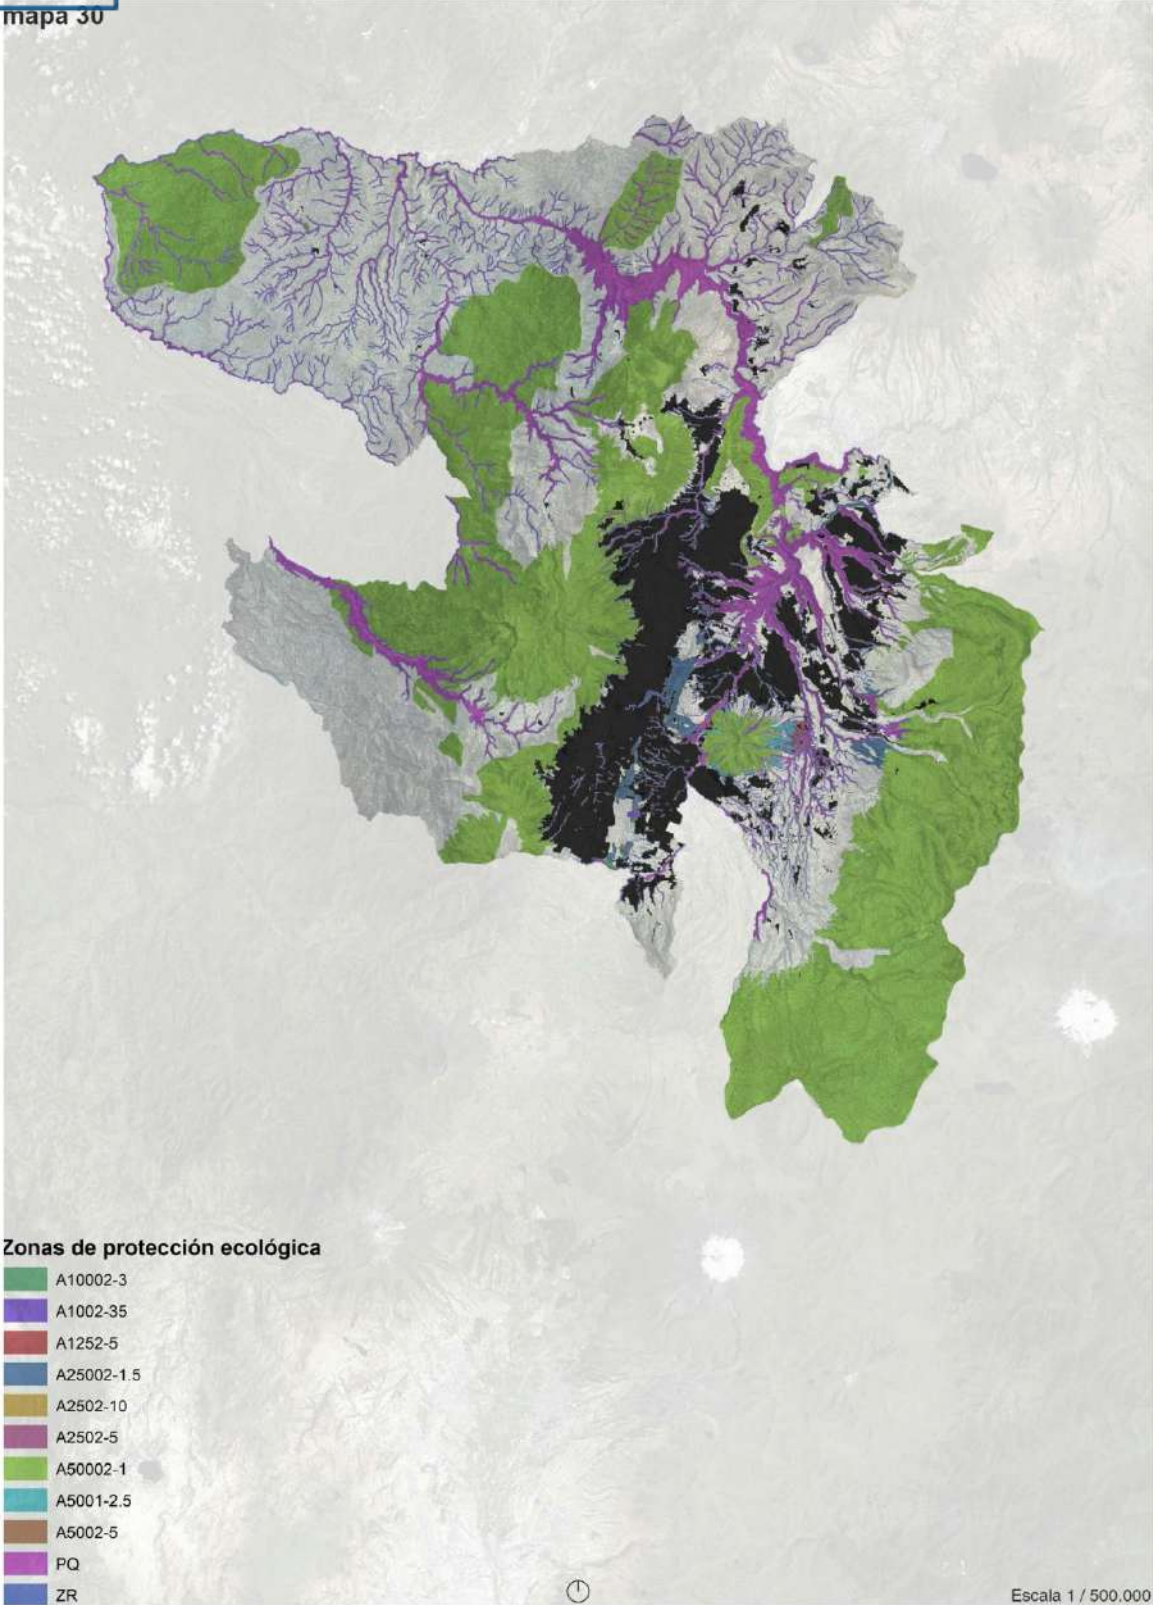 mapa 30
Zonas de protección ecológica
A10002-3
A1002-35
A1252-5
A25002-1.5
A2502-10
A2502-5
A50002-1
A5001-2.5
A5002-5
PQ
ZR
Escala 1 / 500.000